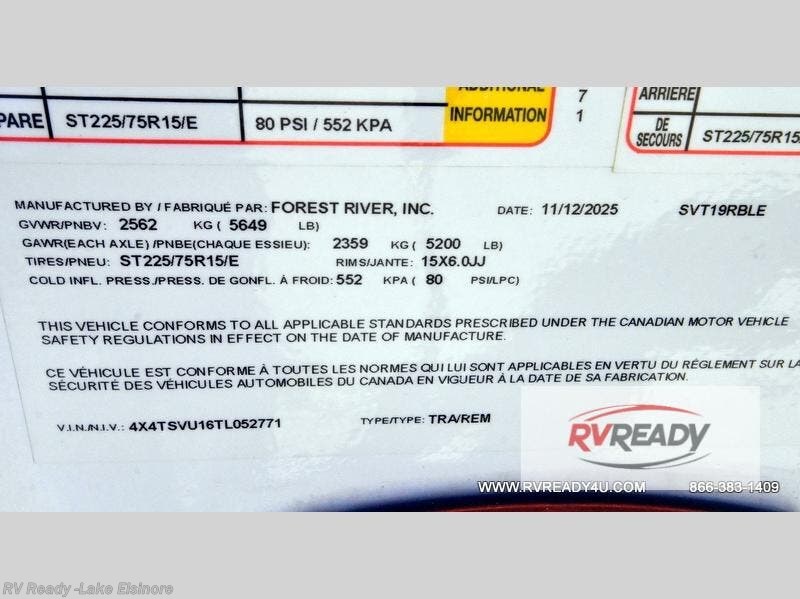 PARE ST225/75R15/E 80 PSI / 552 KPA
ADDITIONAL
INFORMATION
7
1
ARRIERE
DE
SECOURS
ST225/75R15
MANUFACTURED BY / FABRIQUÉ PAR: FOREST RIVER, INC. DATE: 11/12/2025 SVT19RBLE
GVWR/PNBV: 2562 KG ( 5649 LB)
GAWR(EACH AXLE) /PNBE(CHAQUE ESSIEU): 2359 KG ( 5200 LB)
TIRES/PNEU: ST225/75R15/E RIMS/JANTE: 15X6.0JJ
COLD INFL. PRESS./PRESS. DE GONFL. À FROID: 552 KPA ( 80 PSI/LPC)
THIS VEHICLE CONFORMS TO ALL APPLICABLE STANDARDS PRESCRIBED UNDER THE CANADIAN MOTOR VEHICLE
SAFETY REGULATIONS IN EFFECT ON THE DATE OF MANUFACTURE.
CE VÉHICULE EST CONFORME À TOUTES LES NORMES QUI LUI SONT APPLICABLES EN VERTU DU RÉGLEMENT SUR LA
SÉCURITÉ DES VÉHICULES AUTOMOBILES DU CANADA EN VIGUEUR À LA DATE DE SA FABRICATION.
V.I.N./N.I.V.: 4X4TSVU16TL052771 TYPE/TYPE: TRA/REM
RVREADY
WWW.RVREADY4U.COM 866-383-1409
RV Ready -Lake Elsinore